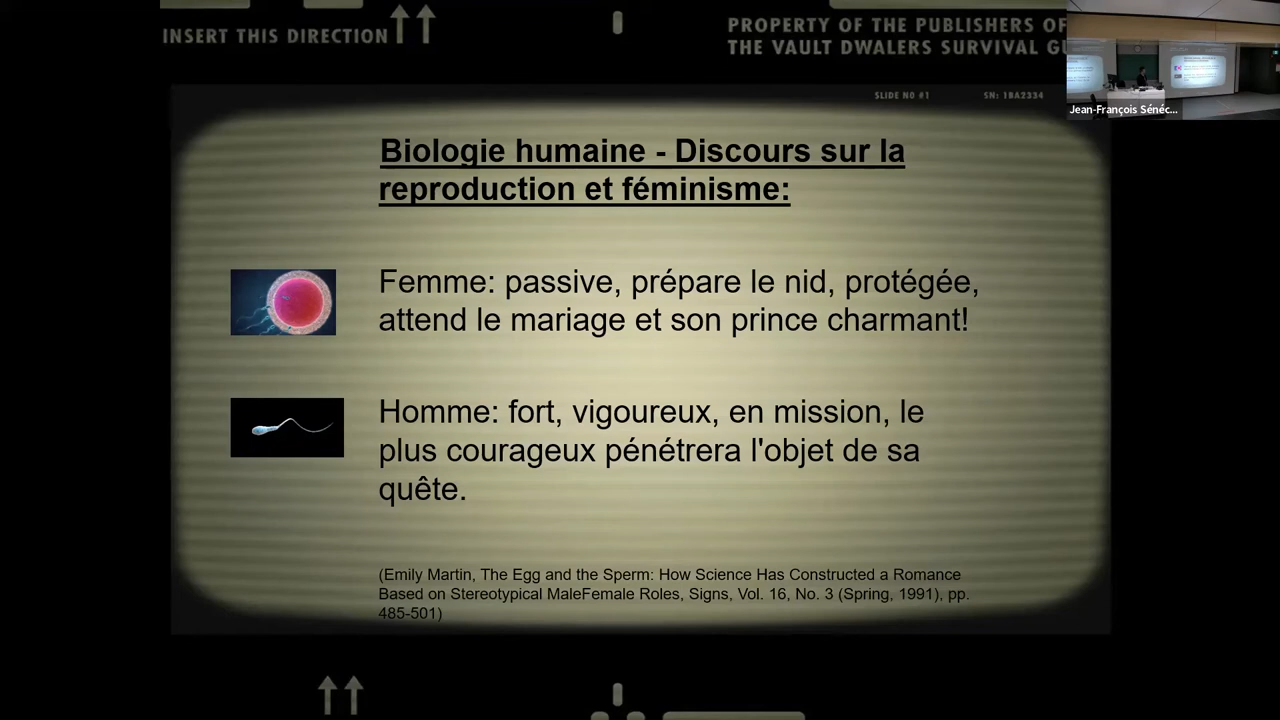 INSERT THIS DIRECTION
PROPERTY OF THE PUBLISHERS OF
THE VAULT DWALERS SURVIVAL GU
SLIDE NO #1
SN: 1BA2334
Jean-François Sénéc...
Biologie humaine - Discours sur la
reproduction et féminisme:
Femme: passive, prépare le nid, protégée,
attend le mariage et son prince charmant!
Homme: fort, vigoureux, en mission, le
plus courageux pénétrera l'objet de sa
quête.
(Emily Martin, The Egg and the Sperm: How Science Has Constructed a Romance
Based on Stereotypical MaleFemale Roles, Signs, Vol. 16, No. 3 (Spring, 1991), pp.
485-501)